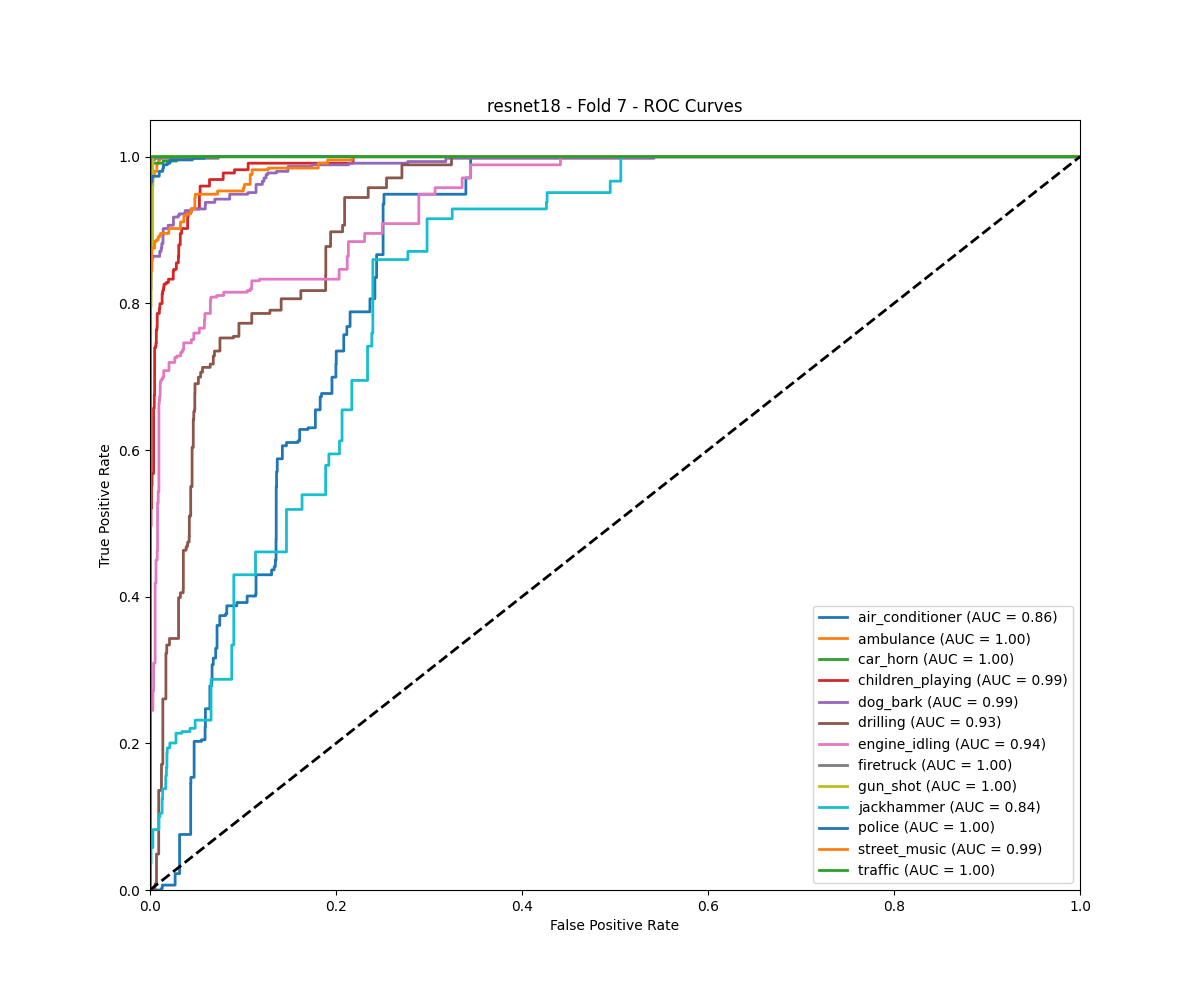 resnet18 - Fold 7 - ROC Curves
True Positive Rate
1.0
0.8
0.6
0.4
0.2
0.0
air_conditioner (AUC = 0.86)
ambulance (AUC = 1.00)
car_horn (AUC = 1.00)
children_playing (AUC = 0.99)
dog_bark (AUC = 0.99)
drilling (AUC = 0.93)
engine_idling (AUC = 0.94)
firetruck (AUC = 1.00)
gun_shot (AUC = 1.00)
jackhammer (AUC = 0.84)
police (AUC = 1.00)
street_music (AUC = 0.99)
traffic (AUC = 1.00)
0.0 0.2 0.4 0.6 0.8 1.0
False Positive Rate